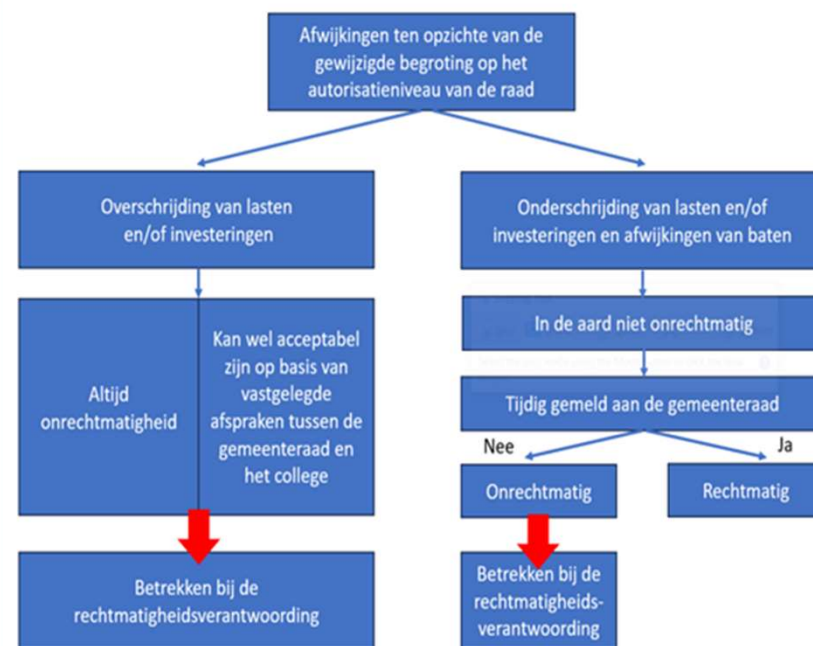 Afwijkingen ten opzichte van de
gewijzigde begroting op het
autorisatieniveau van de raad
Overschrijding van lasten
en/of investeringen
Altijd
onrechtmatigheid
Kan wel acceptabel
zijn op basis van
vastgelegde
afspraken tussen de
gemeenteraad en
het college
Betrekken bij de
rechtmatigheidsverantwoording
Onderschrijding van lasten en/of
investeringen en afwijkingen van baten
In de aard niet onrechtmatig
Tijdig gemeld aan de gemeenteraad
Nee
Ja
Onrechtmatig
Rechtmatig
Betrekken bij de
rechtmatigheids-
verantwoording